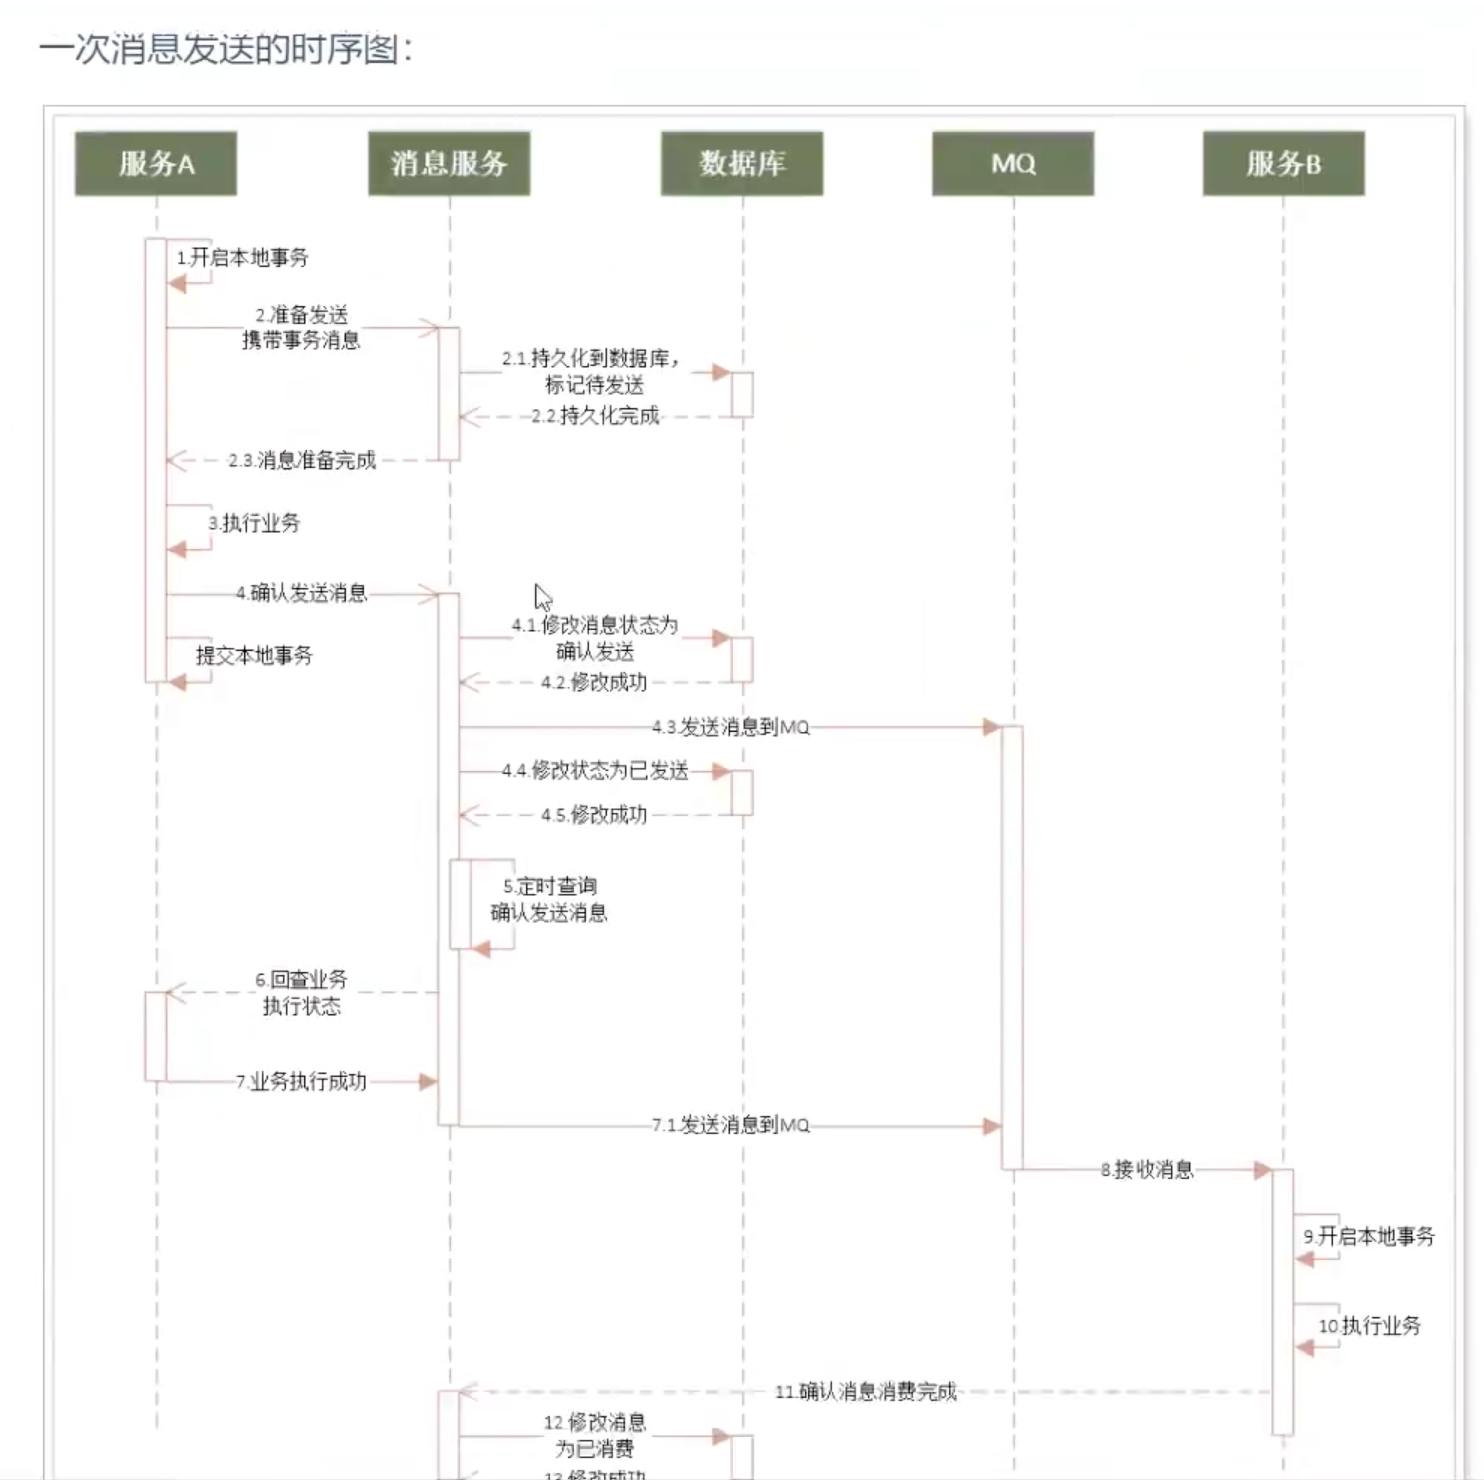 一次消息发送的时序图：
服务A
消息服务
数据库
MQ
服务B
1.开启本地事务
2.准备发送
携带事务消息
2.1.持久化到数据库，
标记待发送
2.2.持久化完成
2.3.消息准备完成
3.执行业务
4.确认发送消息
4.1.修改消息状态为
确认发送
提交本地事务
4.2.修改成功
4.3.发送消息到MQ
4.4.修改状态为已发送
4.5.修改成功
5.定时查询
确认发送消息
6.回查业务
执行状态
7.业务执行成功
7.1.发送消息到MQ
8.接收消息
9.开启本地事务
10.执行业务
11.确认消息消费完成
12.修改消息
为已消费
13.修改成功